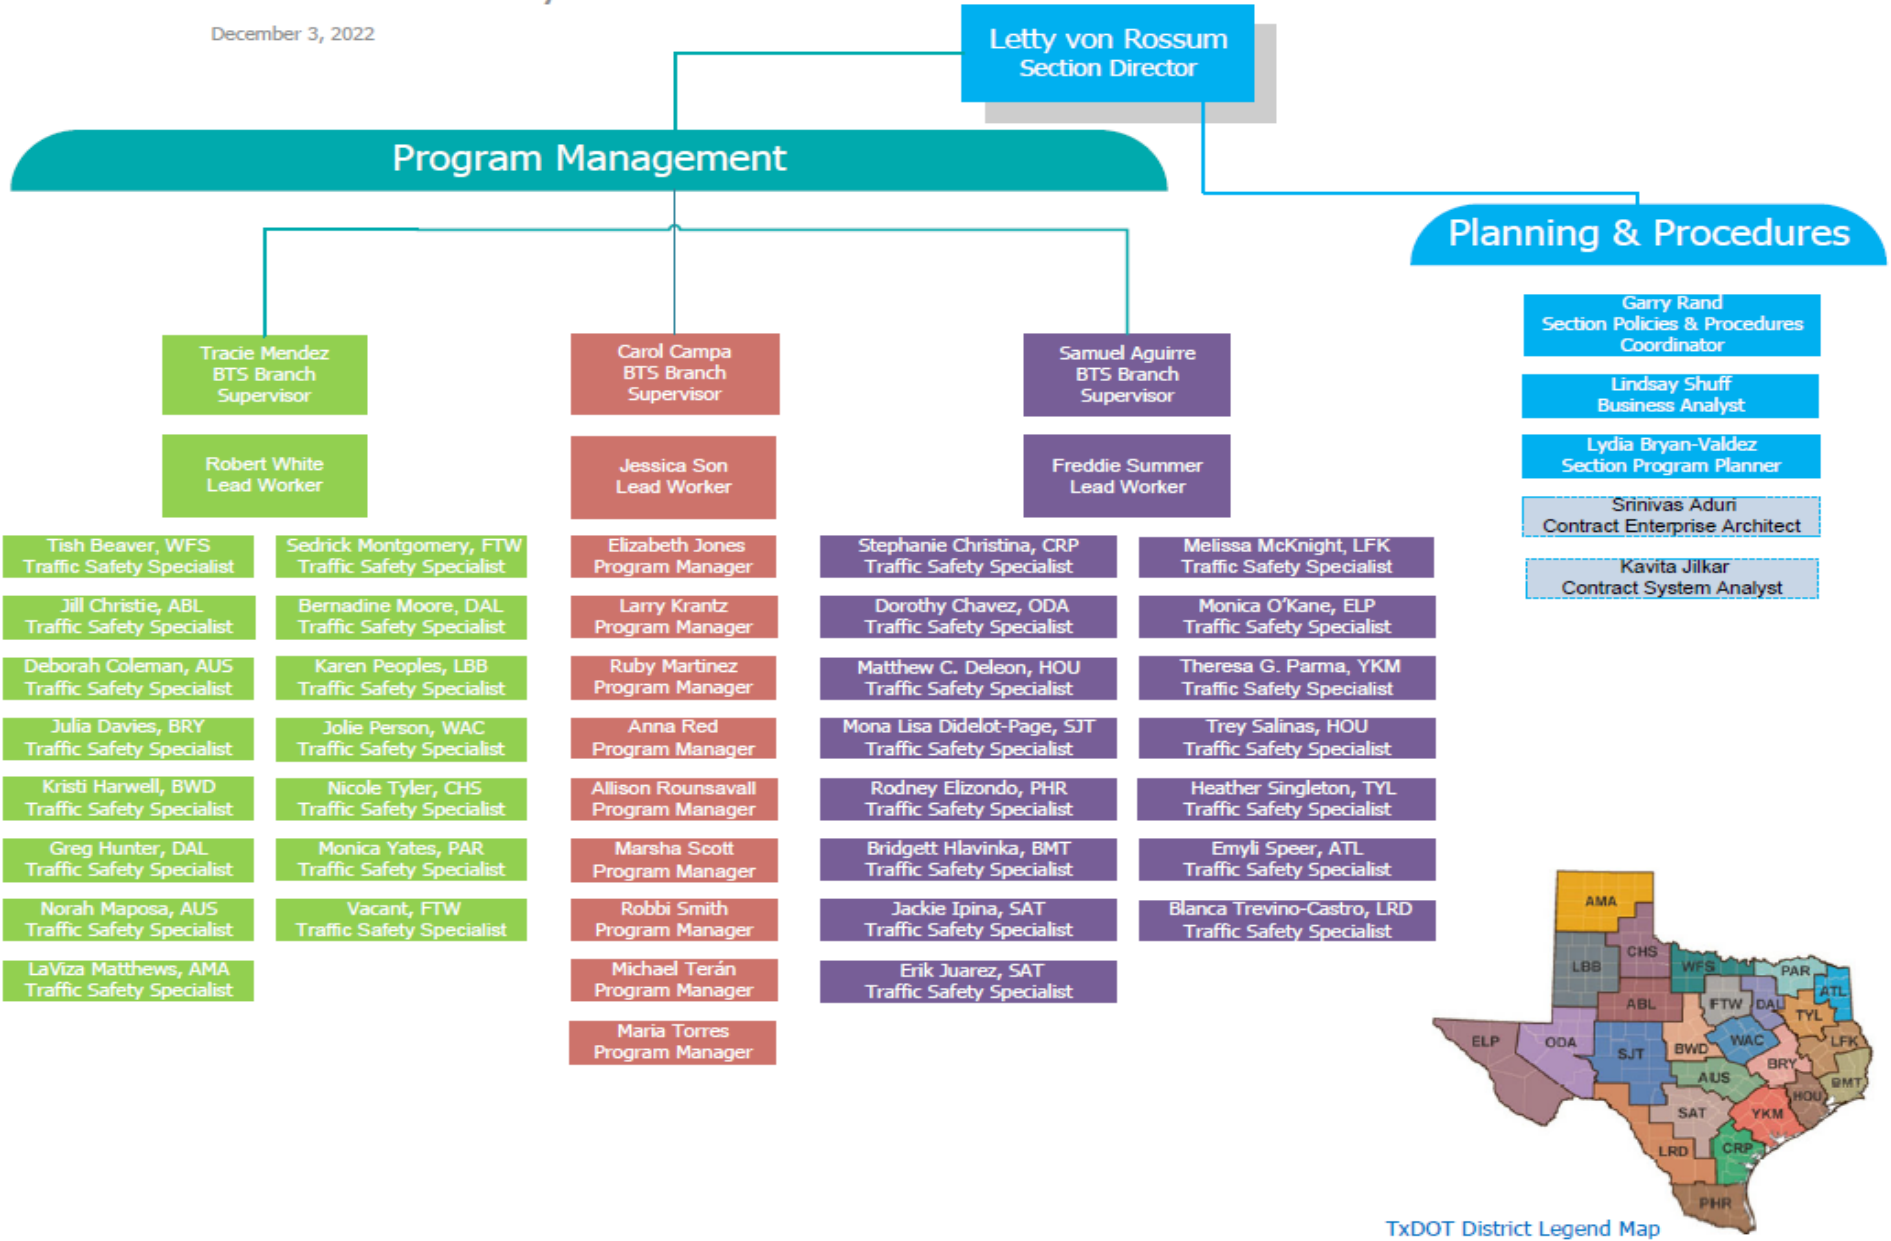 December 3, 2022
Letty von Rossum
Section Director
Program Management
Planning & Procedures
Tracie Mendez
BTS Branch
Supervisor
Robert White
Lead Worker
Tish Beaver, WFS
Traffic Safety Specialist
Jill Christie, ABL
Traffic Safety Specialist
Deborah Coleman, AUS
Traffic Safety Specialist
Julia Davies, BRY
Traffic Safety Specialist
Kristi Harwell, BWD
Traffic Safety Specialist
Greg Hunter, DAL
Traffic Safety Specialist
Norah Maposa, AUS
Traffic Safety Specialist
LaViza Matthews, AMA
Traffic Safety Specialist
Sedrick Montgomery, FTW
Traffic Safety Specialist
Bernadine Moore, DAL
Traffic Safety Specialist
Karen Peoples, LBB
Traffic Safety Specialist
Jolie Person, WAC
Traffic Safety Specialist
Nicole Tyler, CHS
Traffic Safety Specialist
Monica Yates, PAR
Traffic Safety Specialist
Vacant, FTW
Traffic Safety Specialist
Carol Campa
BTS Branch
Supervisor
Jessica Son
Lead Worker
Elizabeth Jones
Program Manager
Larry Krantz
Program Manager
Ruby Martinez
Program Manager
Anna Red
Program Manager
Allison Rounsavall
Program Manager
Marsha Scott
Program Manager
Robbi Smith
Program Manager
Michael Terán
Program Manager
Maria Torres
Program Manager
Samuel Aguirre
BTS Branch
Supervisor
Freddie Summer
Lead Worker
Stephanie Christina, CRP
Traffic Safety Specialist
Dorothy Chavez, ODA
Traffic Safety Specialist
Matthew C. Deleon, HOU
Traffic Safety Specialist
Mona Lisa Didelot-Page, SJT
Traffic Safety Specialist
Rodney Elizondo, PHR
Traffic Safety Specialist
Bridgett Hlavinka, BMT
Traffic Safety Specialist
Jackie Ipina, SAT
Traffic Safety Specialist
Erik Juarez, SAT
Traffic Safety Specialist
Melissa McKnight, LFK
Traffic Safety Specialist
Monica O'Kane, ELP
Traffic Safety Specialist
Theresa G. Parma, YKM
Traffic Safety Specialist
Trey Salinas, HOU
Traffic Safety Specialist
Heather Singleton, TYL
Traffic Safety Specialist
Emyli Speer, ATL
Traffic Safety Specialist
Blanca Trevino-Castro, LRD
Traffic Safety Specialist
Garry Rand
Section Policies & Procedures
Coordinator
Lindsay Shuff
Business Analyst
Lydia Bryan-Valdez
Section Program Planner
Srinivas Aduri
Contract Enterprise Architect
Kavita Jilkar
Contract System Analyst
AMA
CHS
LBB
WFS
PAR
ATL
ABL
FTW
DAL
TYL
ELP
ODA
SJT
BWD
WAC
LFK
BRY
AUS
BMT
HOU
SAT
YKM
LRD
CRP
PHR
TxDOT District Legend Map